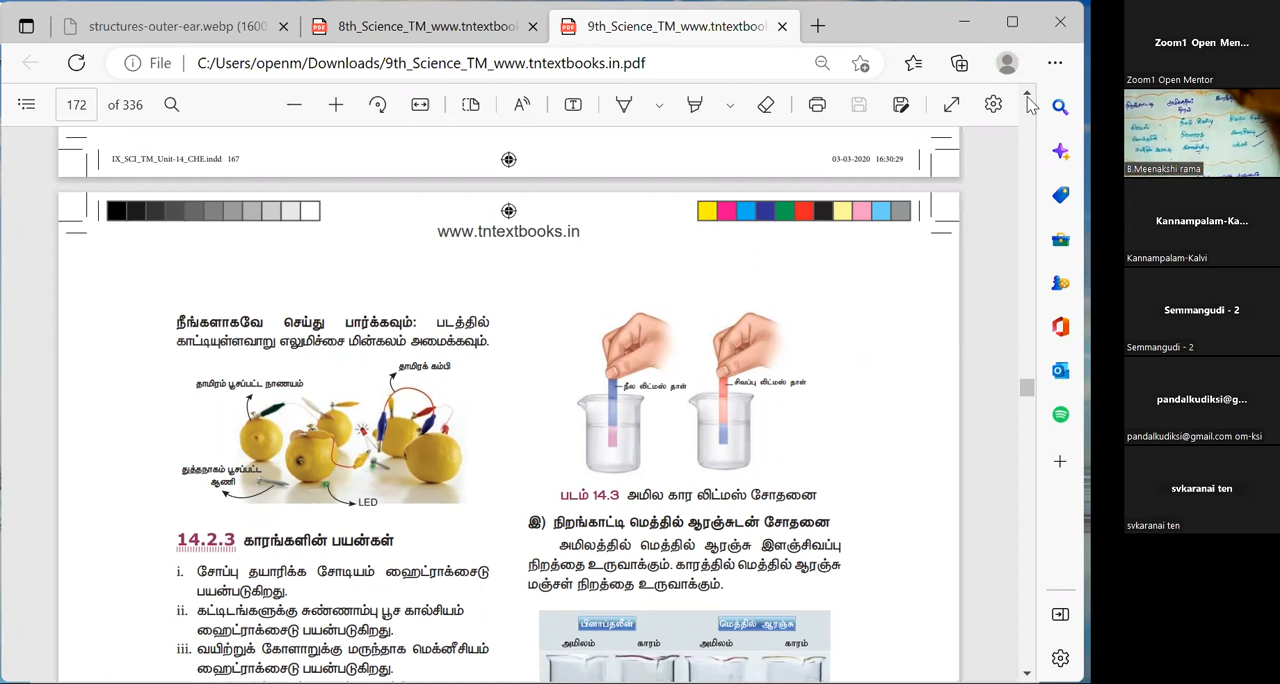 structures-outer-ear.webp (1600
8th_Science_TM_www.tntextboo
9th_Science_TM_www.tntextboo
File
C:/Users/openm/Downloads/9th_Science_TM_www.tntextbooks.in.pdf
172 of 336
IX_SCI_TM_Unit-14_CHE.indd 167
03-03-2020 16:30:29
www.tntextbooks.in
நீங்களாகவே செய்து பார்க்கவும்: படத்தில்
காட்டியுள்ளவாறு எலுமிச்சை மின்கலம் அமைக்கவும்.
தாமிரக் கம்பி
தாமிரம் பூசப்பட்ட நாணயம்
துத்தநாகம் பூசப்பட்ட
ஆணி
LED
14.2.3 காரங்களின் பயன்கள்
i. சோப்பு தயாரிக்க சோடியம் ஹைட்ராக்சைடு
பயன்படுகிறது.
ii. கட்டிடங்களுக்கு சுண்ணாம்பு பூச கால்சியம்
ஹைட்ராக்சைடு பயன்படுகிறது.
iii. வயிற்றுக் கோளாறுக்கு மருந்தாக மெக்னீசியம்
ஹைட்ராக்சைடு பயன்படுகிறது.
நீல லிட்மஸ் தாள்
சிவப்பு லிட்மஸ் தாள்
படம் 14.3 அமில கார லிட்மஸ் சோதனை
இ) நிறங்காட்டி மெத்தில் ஆரஞ்சுடன் சோதனை
அமிலத்தில் மெத்தில் ஆரஞ்சு இளஞ்சிவப்பு
நிறத்தை உருவாக்கும். காரத்தில் மெத்தில் ஆரஞ்சு
மஞ்சள் நிறத்தை உருவாக்கும்.
பினாப்தலீன்
மெத்தில் ஆரஞ்சு
அமிலம்
காரம்
அமிலம்
காரம்
Zoom1 Open Men...
Zoom1 Open Mentor
B.Meenakshi rama
Kannampalam-Ka...
Kannampalam-Kalvi
Semmangudi - 2
Semmangudi - 2
pandalkudiksi@g...
pandalkudiksi@gmail.com om-ksi
svkaranai ten
svkaranai ten